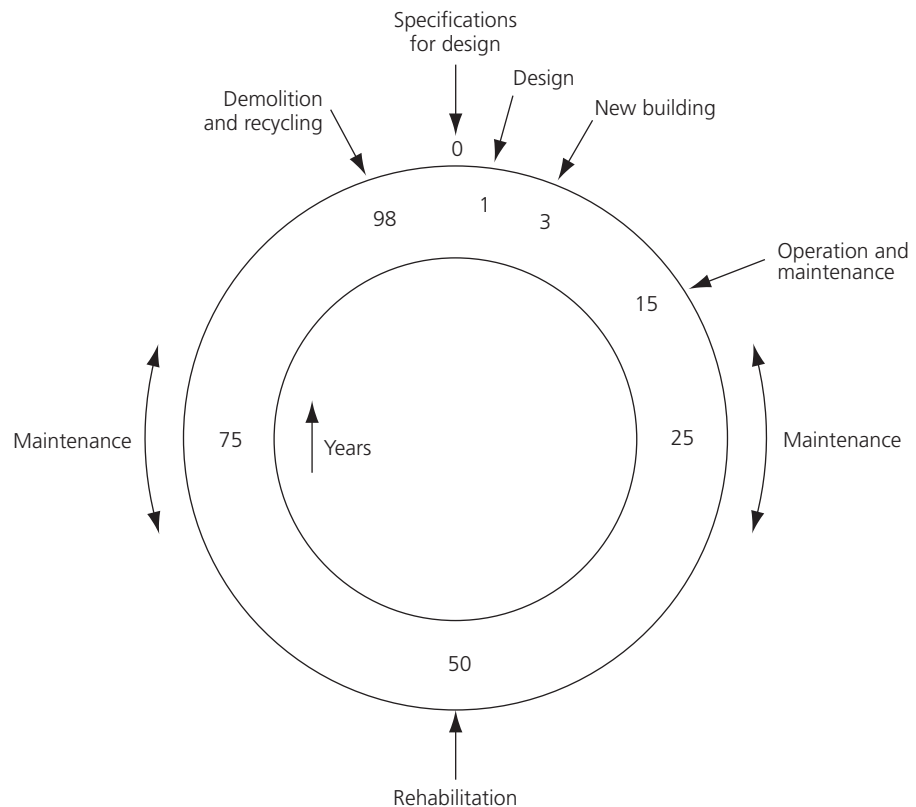 Specifications
for design
Design
Demolition
and recycling
New building
0
1
98
3
Operation and
maintenance
15
Maintenance
75
Years
25
Maintenance
50
Rehabilitation